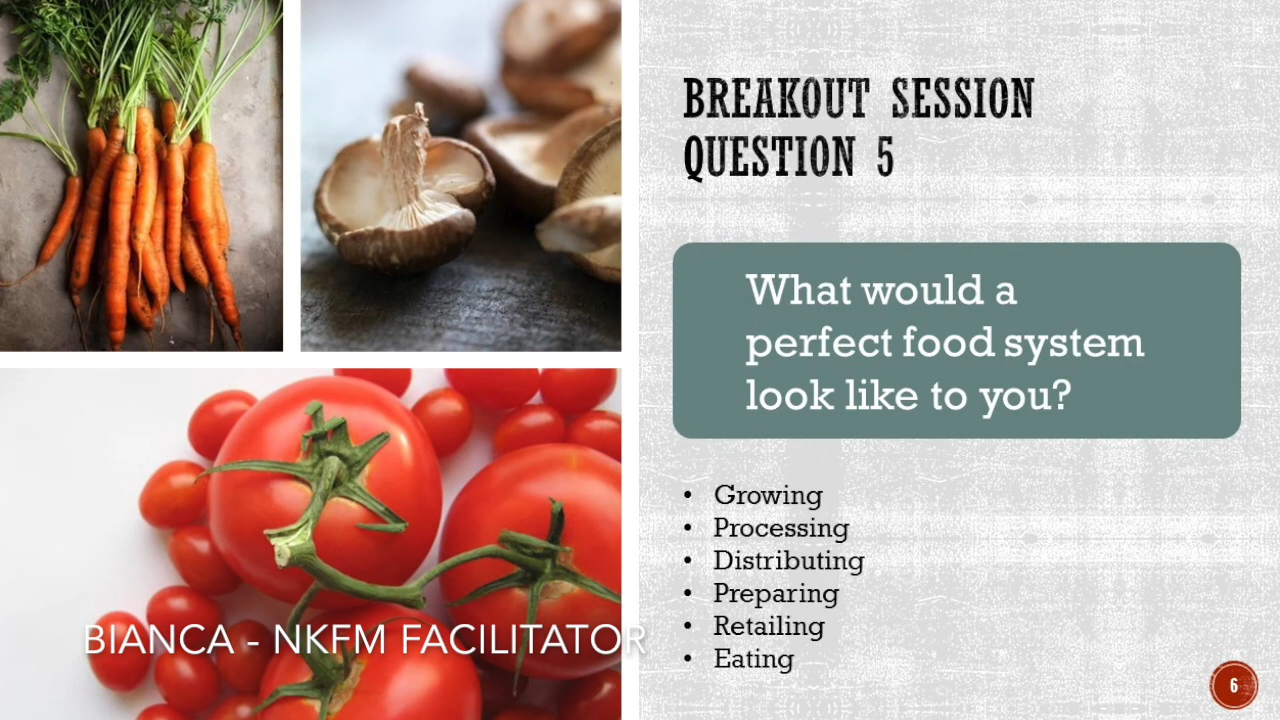 BREAKOUT SESSION
QUESTION 5
What would a
perfect food system
look like to you?
• Growing
• Processing
• Distributing
• Preparing
• Retailing
• Eating
BIANCA - NKFM FACILITATOR
6